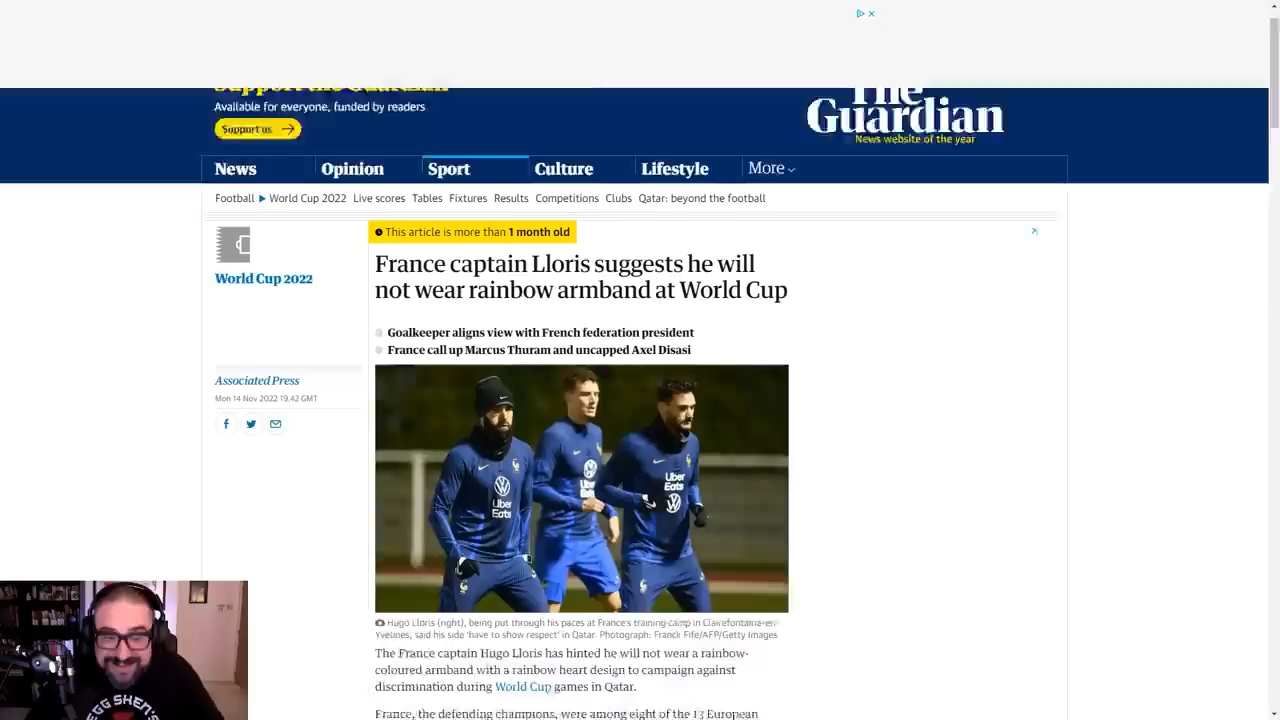 Support the Guardian
Available for everyone, funded by readers
Support us
The
Guardian
News website of the year
News Opinion Sport Culture Lifestyle More
Football World Cup 2022 Live scores Tables Fixtures Results Competitions Clubs Qatar: beyond the football
This article is more than 1 month old
World Cup 2022
France captain Lloris suggests he will
not wear rainbow armband at World Cup
Goalkeeper aligns view with French federation president
France call up Marcus Thuram and uncapped Axel Disasi
Associated Press
Mon 14 Nov 2022 19.42 GMT
Uber
Eats
Uber
Eats
Uber
Eats
Hugo Lloris (right), being put through his paces at France's training camp in Clairefontaine-en-
Yvelines, said his side 'have to show respect' in Qatar. Photograph: Franck Fife/AFP/Getty Images
The France captain Hugo Lloris has hinted he will not wear a rainbow-
coloured armband with a rainbow heart design to campaign against
discrimination during World Cup games in Qatar.
France, the defending champions, were among eight of the 13 European
EGG SHEN'S